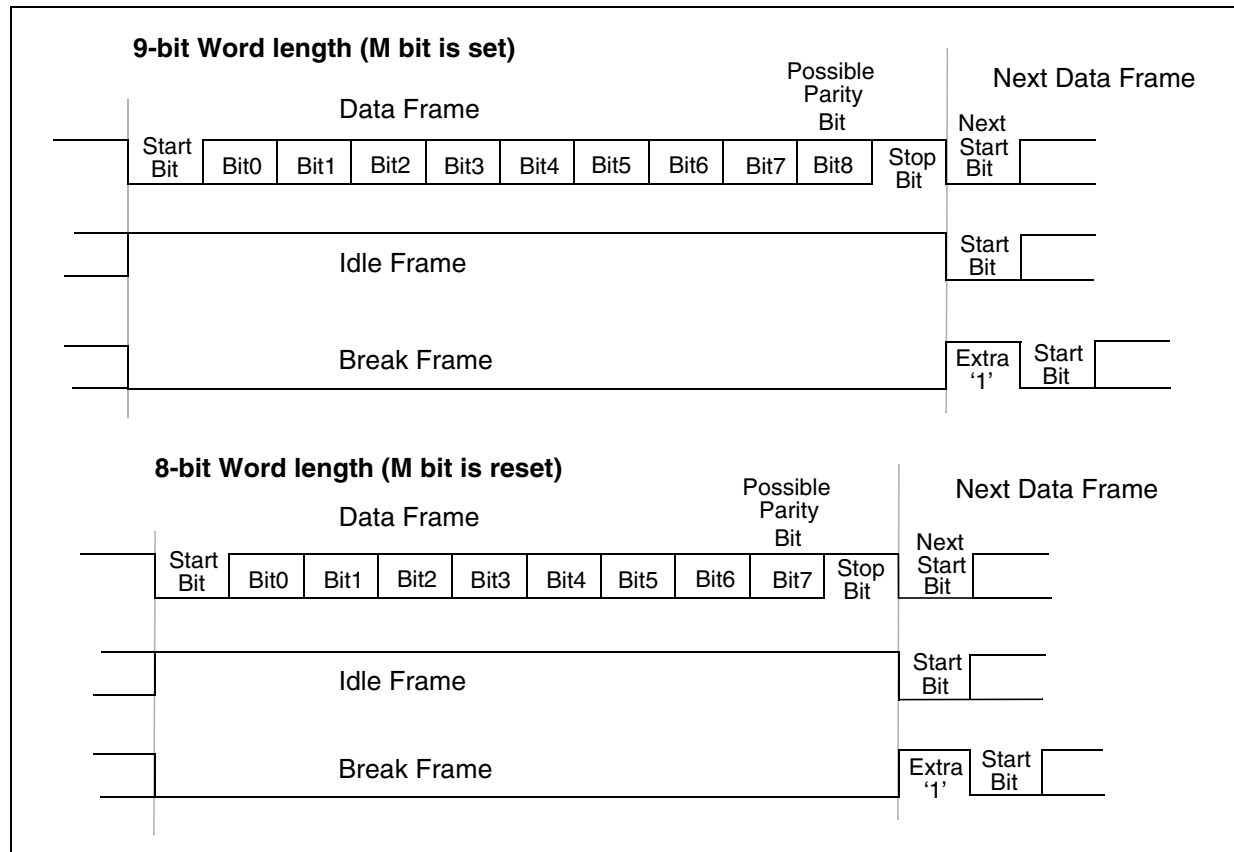 9-bit Word length (M bit is set)
Possible
Parity
Bit
Next Data Frame
Data Frame
Next
Start
Bit
Start
Bit
Bit0
Bit1
Bit2
Bit3
Bit4
Bit5
Bit6
Bit7
Bit8
Stop
Bit
Idle Frame
Start
Bit
Break Frame
Extra
‘1’
Start
Bit
8-bit Word length (M bit is reset)
Possible
Parity
Bit
Next Data Frame
Data Frame
Next
Start
Bit
Start
Bit
Bit0
Bit1
Bit2
Bit3
Bit4
Bit5
Bit6
Bit7
Stop
Bit
Idle Frame
Start
Bit
Break Frame
Extra
‘1’
Start
Bit